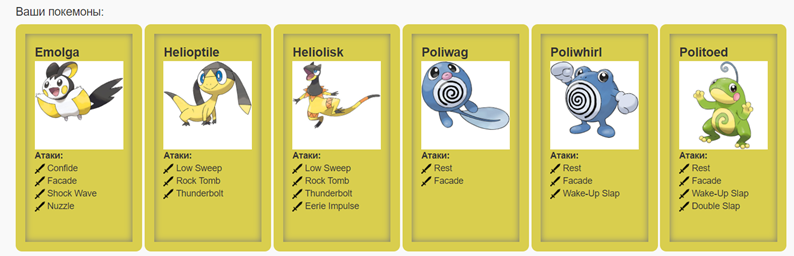 Ваши покемоны:
Emolga
Атаки:
Confide
Facade
Shock Wave
Nuzzle
Helioptile
Атаки:
Low Sweep
Rock Tomb
Thunderbolt
Heliolisk
Атаки:
Low Sweep
Rock Tomb
Thunderbolt
Eerie Impulse
Poliwag
Атаки:
Rest
Facade
Poliwhirl
Атаки:
Rest
Facade
Wake-Up Slap
Politoed
Атаки:
Rest
Facade
Wake-Up Slap
Double Slap